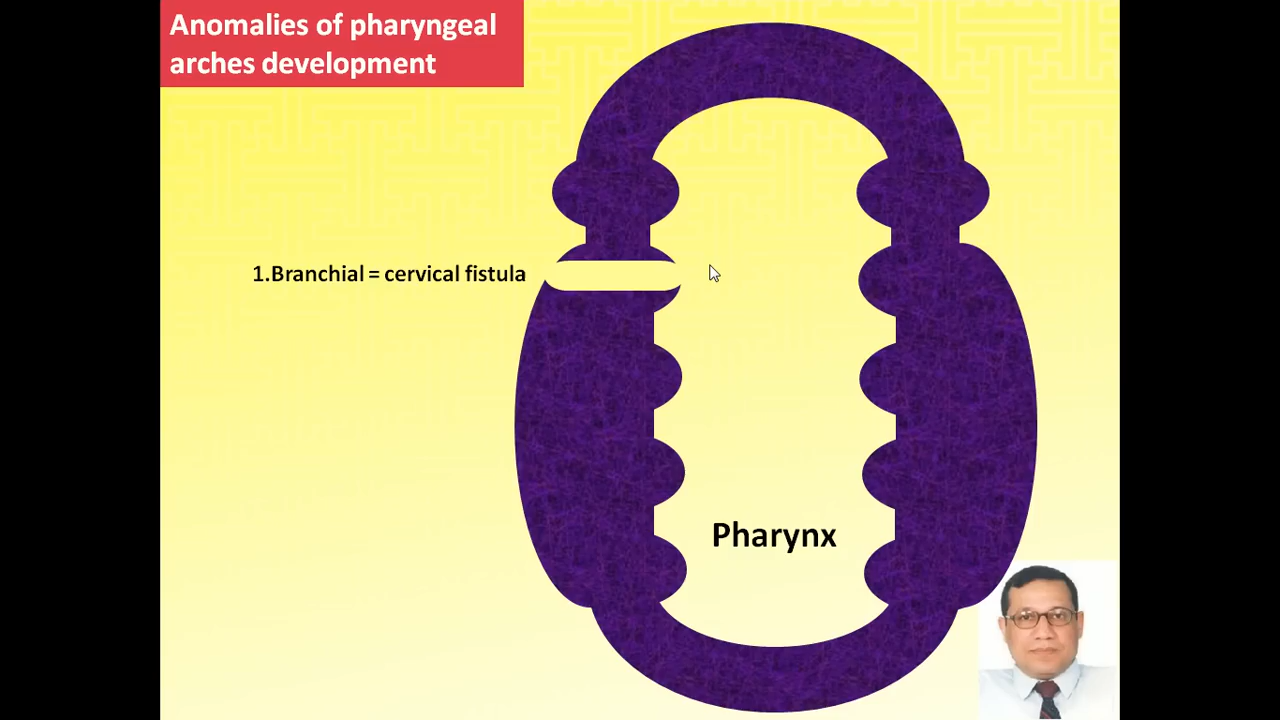 Anomalies of pharyngeal
arches development
1.Branchial = cervical fistula
Pharynx